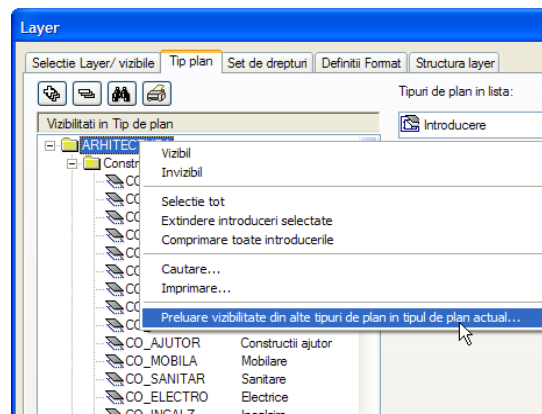 Layer
Selectie Layer/ vizibile Tip plan Set de drepturi Definitii Format Structura layer
Tipuri de plan in lista:
Vizibilitati in Tip de plan
Introducere
Vizibil
Invizibil
Selectie tot
Extindere introduceri selectate
Comprimare toate introducerile
Cautare...
Imprimare...
Preluare vizibilitate din alte tipuri de plan in tipul de plan actual...
CO_AJUTOR Constructii ajutor
CO_MOBILA Mobilare
CO_SANITAR Sanitare
CO_ELECTRO Electrice